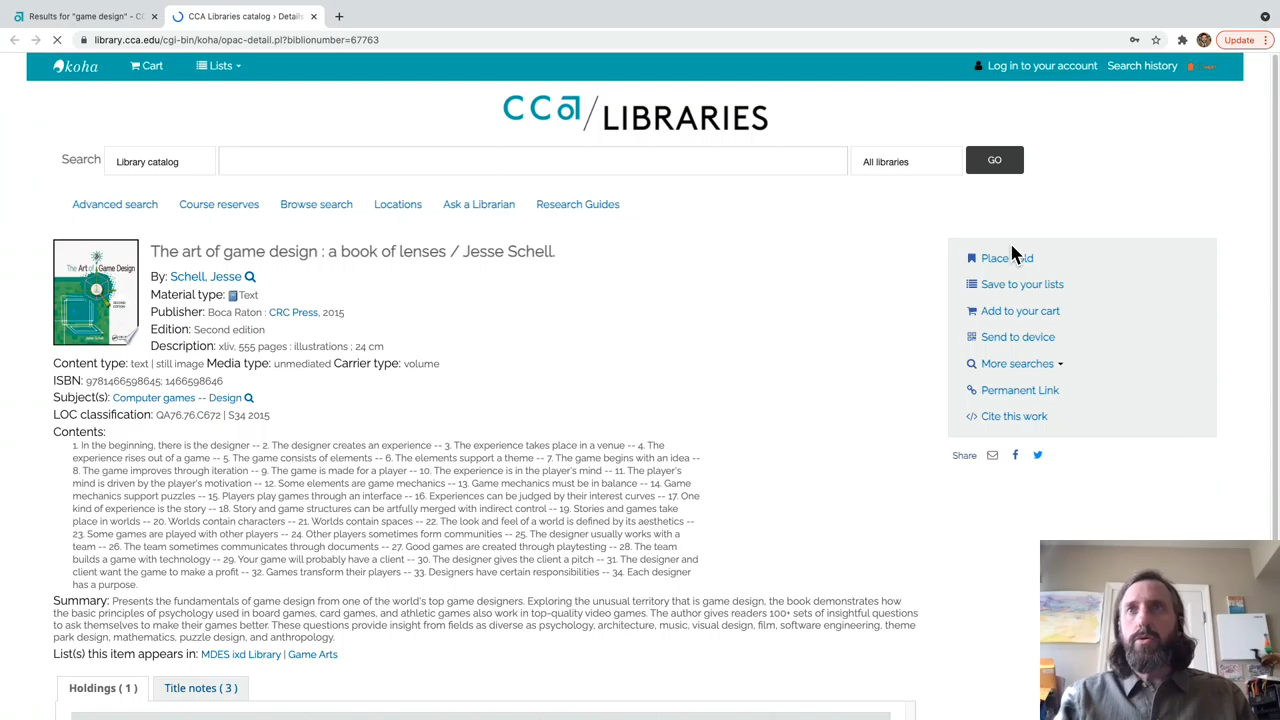 Results for "game design" - CC
CCA Libraries catalog › Details
library.cca.edu/cgi-bin/koha/opac-detail.pl?biblionumber=67763
Update
koha
Cart
Lists
Log in to your account
Search history
CCA/LIBRARIES
Search
Library catalog
All libraries
GO
Advanced search
Course reserves
Browse search
Locations
Ask a Librarian
Research Guides
The Art of Game Design
The art of game design : a book of lenses / Jesse Schell.
By: Schell, Jesse
Material type: Text
Publisher: Boca Raton : CRC Press, 2015
Edition: Second edition
Description: xliv, 555 pages : illustrations ; 24 cm
Content type: text | still image Media type: unmediated Carrier type: volume
ISBN: 9781466598645; 1466598646
Subject(s): Computer games -- Design
LOC classification: QA76.76.C672 | S34 2015
Contents:
1. In the beginning, there is the designer -- 2. The designer creates an experience -- 3. The experience takes place in a venue -- 4. The
experience rises out of a game -- 5. The game consists of elements -- 6. The elements support a theme -- 7. The game begins with an idea --
8. The game improves through iteration -- 9. The game is made for a player -- 10. The experience is in the player's mind -- 11. The player's
mind is driven by the player's motivation -- 12. Some elements are game mechanics -- 13. Game mechanics must be in balance -- 14. Game
mechanics support puzzles -- 15. Players play games through an interface -- 16. Experiences can be judged by their interest curves -- 17. One
kind of experience is the story -- 18. Story and game structures can be artfully merged with indirect control -- 19. Stories and games take
place in worlds -- 20. Worlds contain characters -- 21. Worlds contain spaces -- 22. The look and feel of a world is defined by its aesthetics --
23. Some games are played with other players -- 24. Other players sometimes form communities -- 25. The designer usually works with a
team -- 26. The team sometimes communicates through documents -- 27. Good games are created through playtesting -- 28. The team
builds a game with technology -- 29. Your game will probably have a client -- 30. The designer gives the client a pitch -- 31. The designer and
client want the game to make a profit -- 32. Games transform their players -- 33. Designers have certain responsibilities -- 34. Each designer
has a purpose.
Summary: Presents the fundamentals of game design from one of the world's top game designers. Exploring the unusual territory that is game design, the book demonstrates how
the basic principles of psychology used in board games, card games, and athletic games also work in top-quality video games. The author gives readers 100+ sets of insightful questions
to ask themselves to make their games better. These questions provide insight from fields as diverse as psychology, architecture, music, visual design, film, software engineering, theme
park design, mathematics, puzzle design, and anthropology.
List(s) this item appears in: MDES ixd Library | Game Arts
Holdings ( 1 )
Title notes ( 3 )
Place
Save to your lists
Add to your cart
Send to device
More searches
Permanent Link
Cite this work
Share